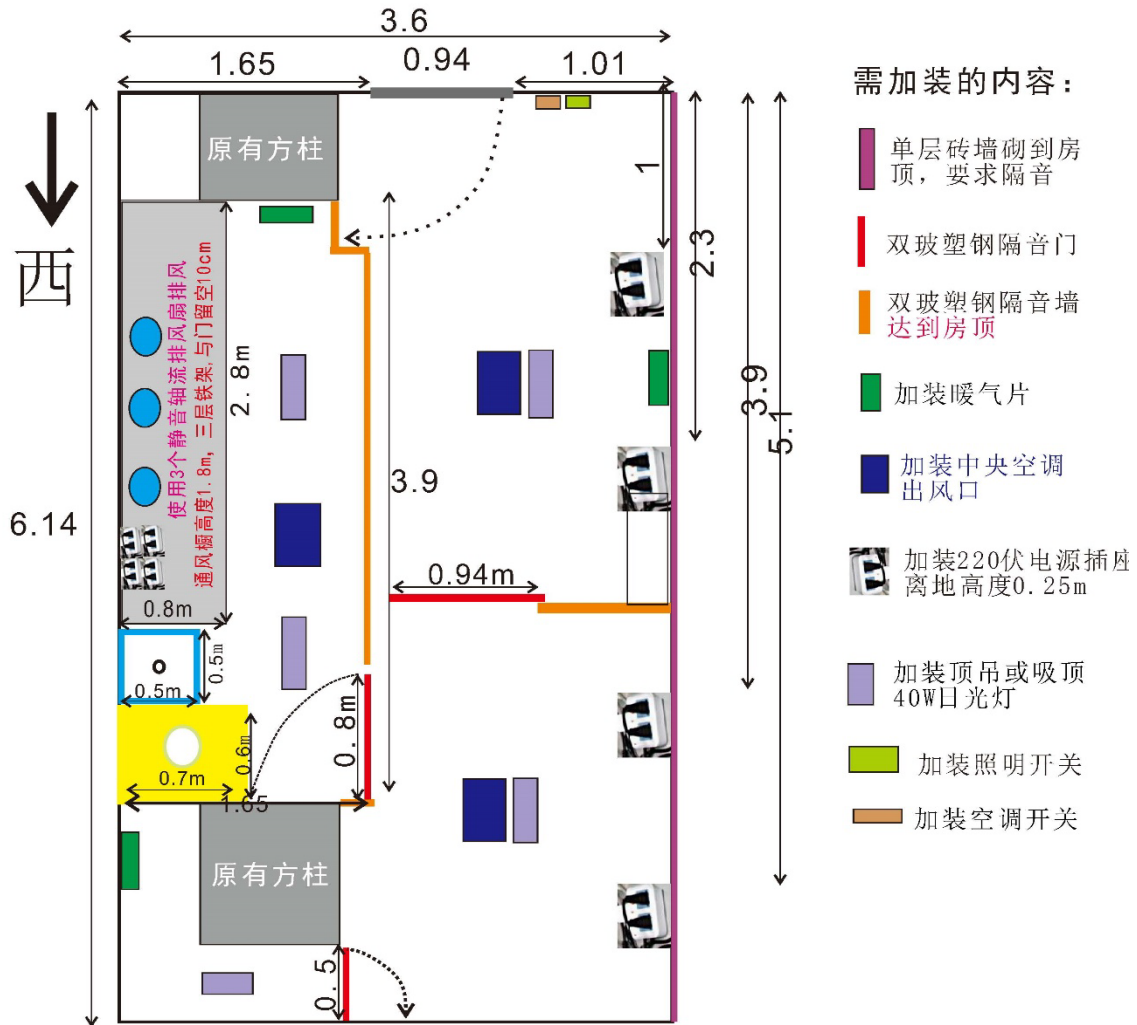 3.6
1.65
0.94
1.01
西
6.14
原有方柱
使用3个静音轴流排风扇排风
通风橱高度1.8m, 三层铁架,与门留空10cm
2.8m
0.8m
0.5m
0.5m
0.7m
0.6m
1.65
0.8m
原有方柱
0.5
3.9
0.94m
1
2.3
3.9
5.1
需加装的内容：
单层砖墙砌到房
顶，要求隔音
双玻塑钢隔音门
双玻塑钢隔音墙
达到房顶
加装暖气片
加装中央空调
出风口
加装220伏电源插座
离地高度0.25m
加装顶吊或吸顶
40W日光灯
加装照明开关
加装空调开关